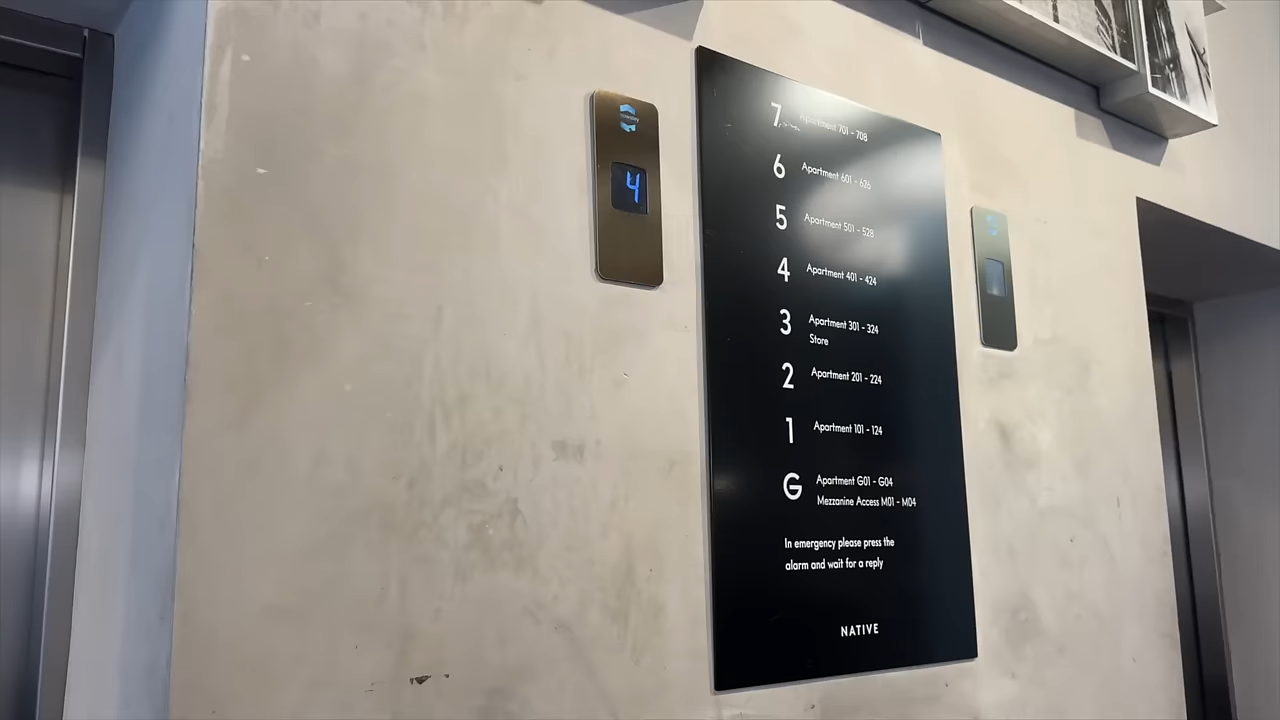 4
7 Apartment 701 - 708
6 Apartment 601 - 626
5 Apartment 501 - 528
4 Apartment 401 - 424
3 Apartment 301 - 324
Store
2 Apartment 201 - 224
1 Apartment 101 - 124
G Apartment G01 - G04
Mezzanine Access M01 - M04
In emergency please press the
alarm and wait for a reply
NATIVE